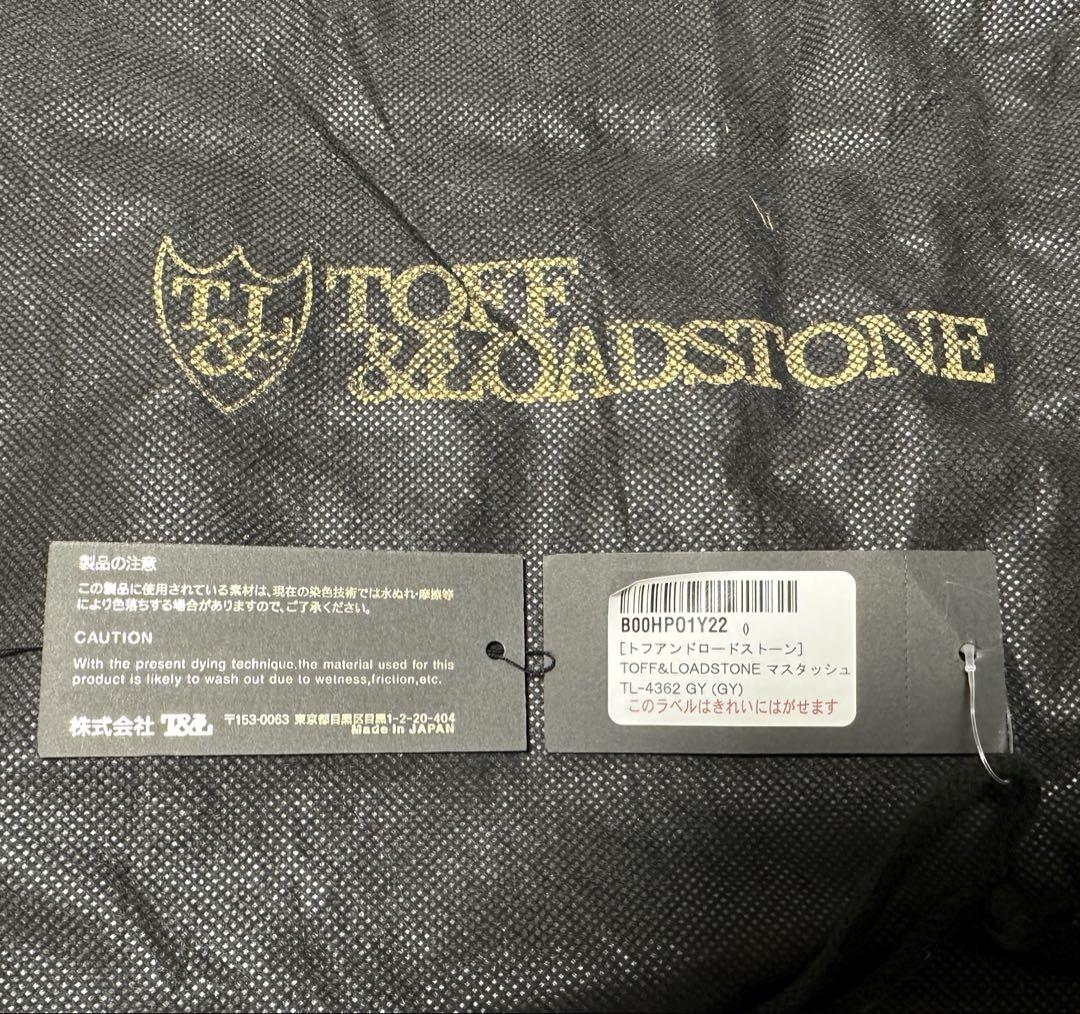 T&L
TOFF
&LOADSTONE
製品の注意
この製品に使用されている素材は、現在の染色技術では水ぬれ・摩擦等
により色落ちする場合がありますので、ご了承ください。
CAUTION
With the present dying technique,the material used for this
product is likely to wash out due to wetness,friction,etc.
株式会社 T&L 〒153-0063 東京都目黒区目黒1-2-20-404
Made in JAPAN
B00HP01Y22 ()
[トフアンドロードストーン]
TOFF&LOADSTONE マスタッシュ
TL-4362 GY (GY)
このラベルはきれいにはがせます